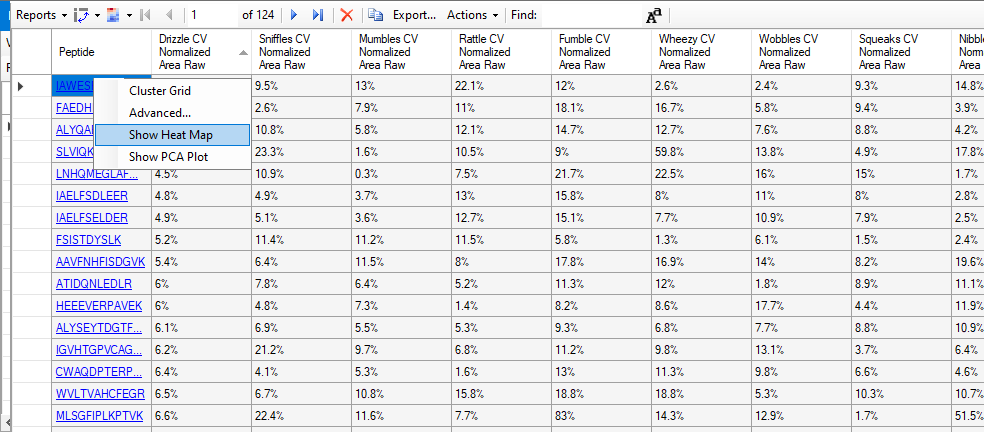 Reports 1 of 124 Export... Actions Find: Aa
Peptide Drizzle CV Normalized Area Raw Sniffles CV Normalized Area Raw Mumbles CV Normalized Area Raw Rattle CV Normalized Area Raw Fumble CV Normalized Area Raw Wheezy CV Normalized Area Raw Wobbles CV Normalized Area Raw Squeaks CV Normalized Area Raw
IAWES 9.5% 13% 22.1% 12% 2.6% 2.4% 9.3% 14.8%
Cluster Grid
FAEDH 2.6% 7.9% 11% 18.1% 16.7% 5.8% 9.4% 3.9%
Advanced...
ALYQA 10.8% 5.8% 12.1% 14.7% 12.7% 7.6% 8.8% 4.2%
Show Heat Map
SLVIQK 23.3% 1.6% 10.5% 9% 59.8% 13.8% 4.9% 17.8%
Show PCA Plot
LNHQMEGLAF... 4.5% 10.9% 0.3% 7.5% 21.7% 22.5% 16% 15% 1.7%
IAELFSDLEER 4.8% 4.9% 3.7% 13% 15.8% 8% 11% 8% 2.8%
IAELFSELDER 4.9% 5.1% 3.6% 12.7% 15.1% 7.7% 10.9% 7.9% 2.5%
FSISTDYSLK 5.2% 11.4% 11.2% 11.5% 5.8% 1.3% 6.1% 1.5% 2.4%
AAVFNHFISDGVK 5.4% 6.4% 11.5% 8% 17.8% 16.9% 14% 8.2% 19.6%
ATIDQNLEDLR 6% 7.8% 6.4% 5.2% 11.3% 12% 1.8% 8.9% 11.1%
HEEEVERPAVEK 6% 4.8% 7.3% 1.4% 8.2% 8.6% 17.7% 4.4% 11.9%
ALYSEYTDGTF... 6.1% 6.9% 5.5% 5.3% 9.3% 6.8% 7.7% 8.8% 10.9%
IGVHTGPVCAG... 6.2% 21.2% 9.7% 6.8% 11.2% 9.8% 13.1% 3.7% 6.4%
CWAQDPTERP... 6.4% 4.1% 5.3% 1.6% 13% 11.3% 9.8% 6.6% 4.6%
WVLTVAHCFEGR 6.5% 6.7% 10.8% 15.8% 18.8% 18.8% 5.3% 10.3% 10.7%
MLSGFIPLKPTVK 6.6% 22.4% 11.6% 7.7% 83% 14.3% 12.9% 1.7% 51.5%